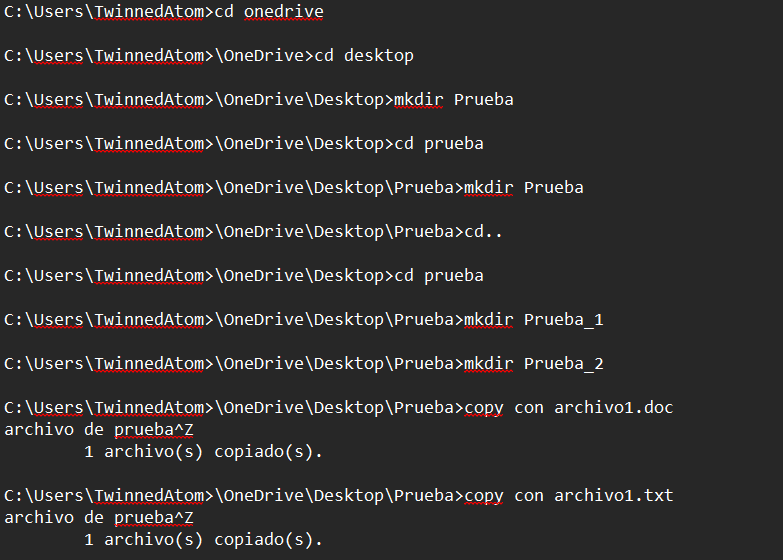 C:\Users\TwinnedAtom>cd onedrive
C:\Users\TwinnedAtom>\OneDrive>cd desktop
C:\Users\TwinnedAtom>\OneDrive\Desktop>mkdir Prueba
C:\Users\TwinnedAtom>\OneDrive\Desktop>cd prueba
C:\Users\TwinnedAtom>\OneDrive\Desktop\Prueba>mkdir Prueba
C:\Users\TwinnedAtom>\OneDrive\Desktop\Prueba>cd..
C:\Users\TwinnedAtom>\OneDrive\Desktop>cd prueba
C:\Users\TwinnedAtom>\OneDrive\Desktop\Prueba>mkdir Prueba_1
C:\Users\TwinnedAtom>\OneDrive\Desktop\Prueba>mkdir Prueba_2
C:\Users\TwinnedAtom>\OneDrive\Desktop\Prueba>copy con archivo1.doc
archivo de prueba^Z
1 archivo(s) copiado(s).
C:\Users\TwinnedAtom>\OneDrive\Desktop\Prueba>copy con archivo1.txt
archivo de prueba^Z
1 archivo(s) copiado(s).